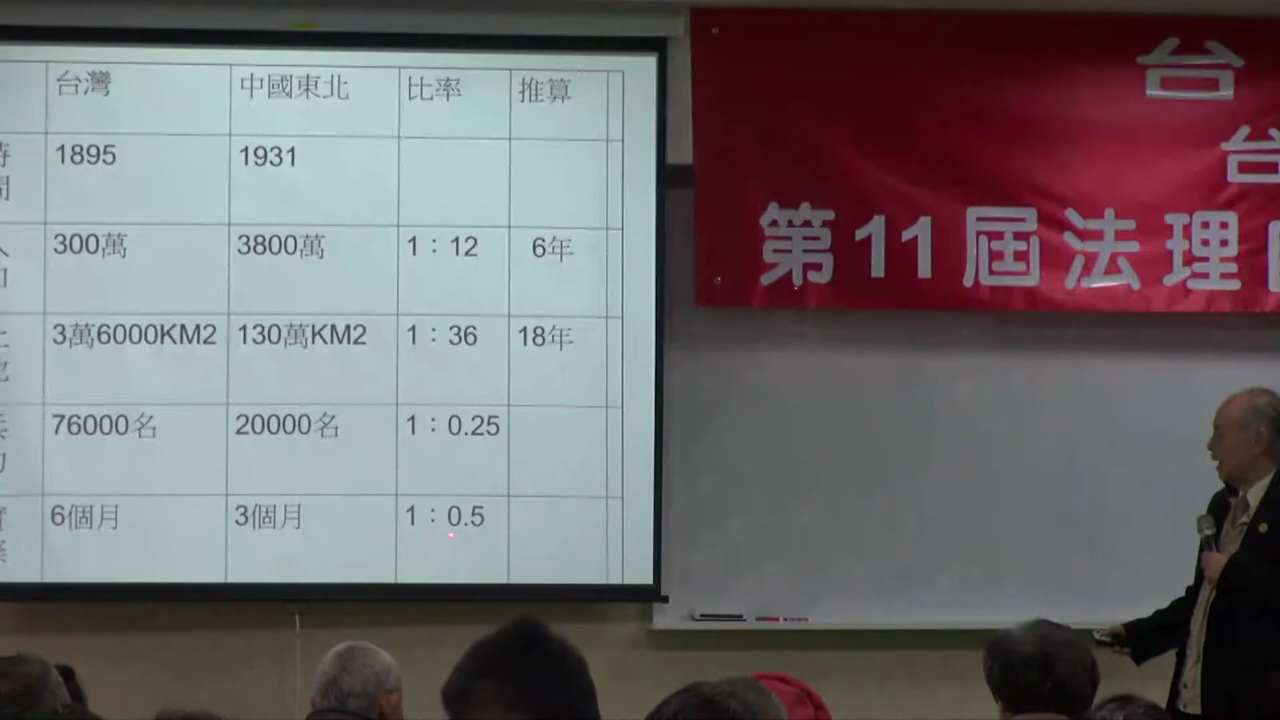 台灣 中國東北 比率 推算
1895 1931
300萬 3800萬 1：12 6年
3萬6000KM2 130萬KM2 1：36 18年
76000名 20000名 1：0.25
6個月 3個月 1：0.5
台
台
第11屆法理